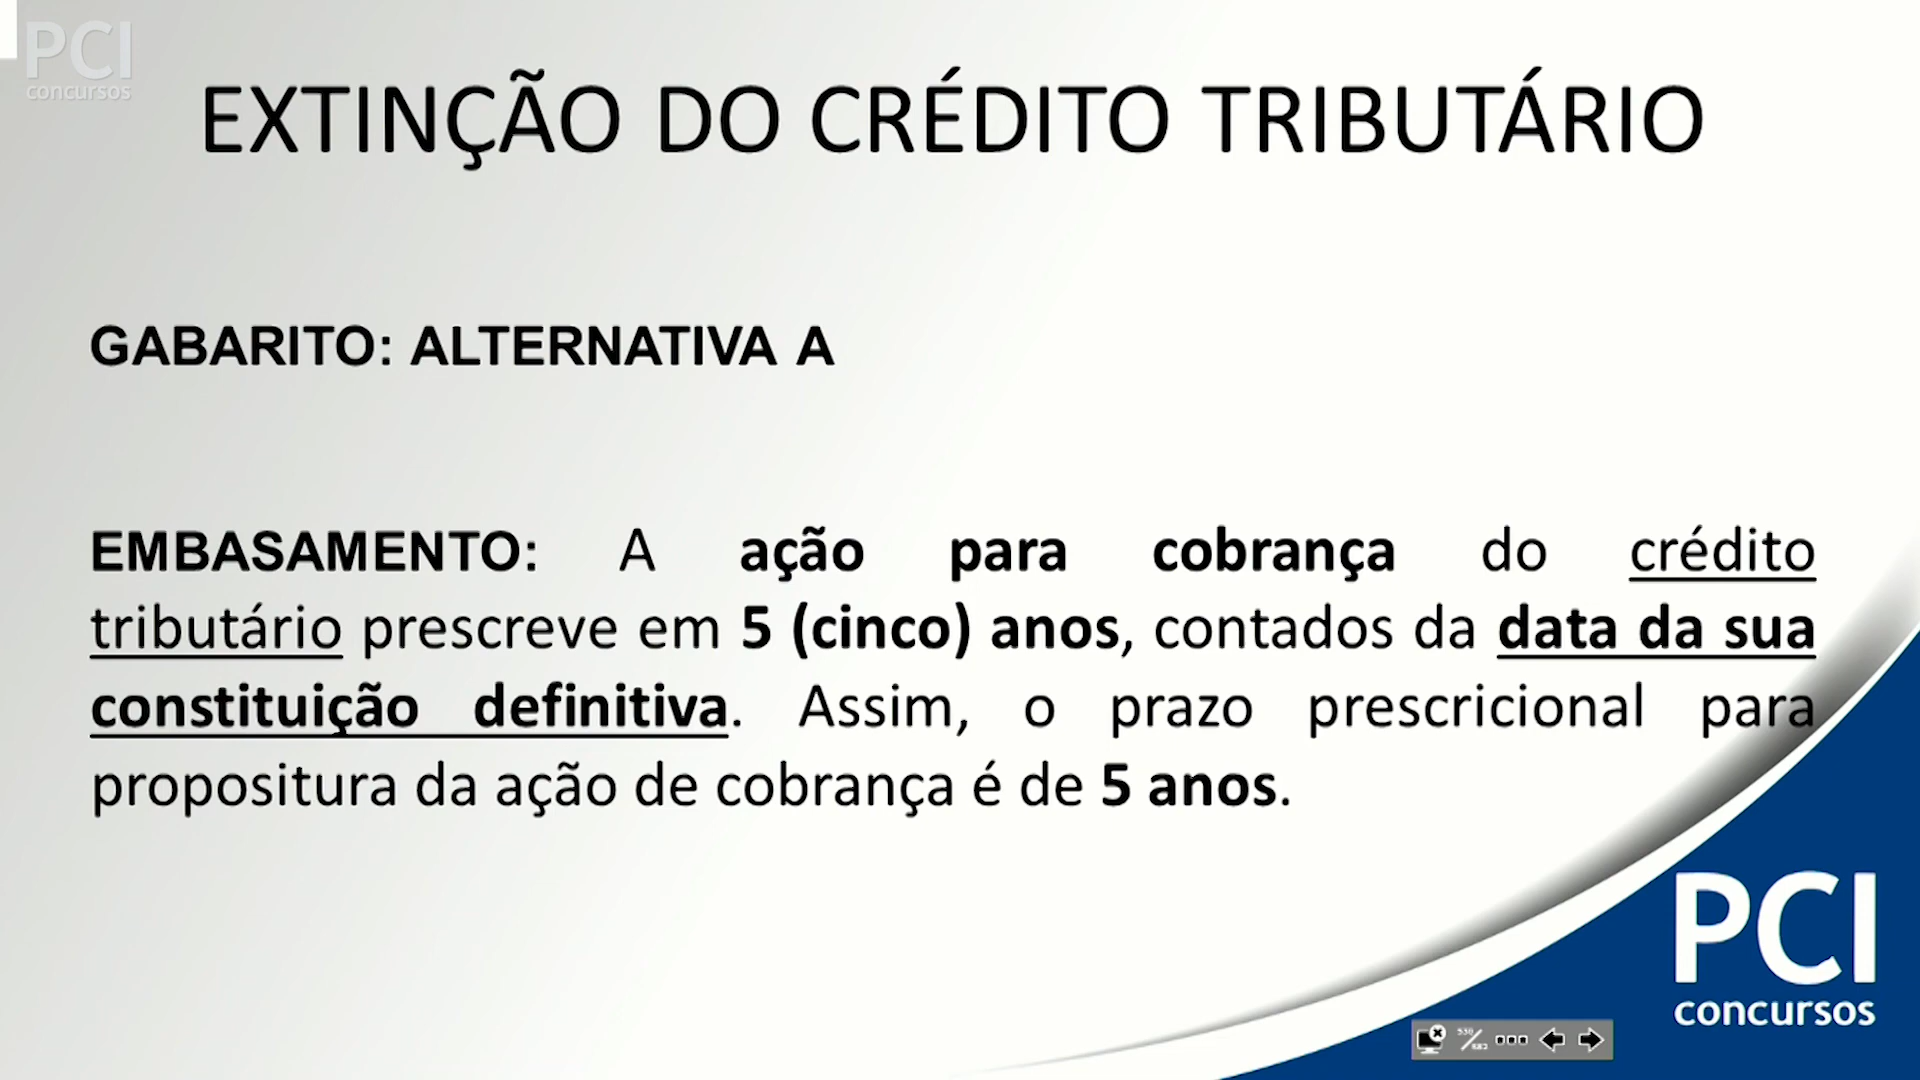 PCI
concursos
EXTINÇÃO DO CRÉDITO TRIBUTÁRIO
GABARITO: ALTERNATIVA A
EMBASAMENTO: A ação para cobrança do crédito
tributário prescreve em 5 (cinco) anos, contados da data da sua
constituição definitiva. Assim, o prazo prescricional para
propositura da ação de cobrança é de 5 anos.
PCI
concursos